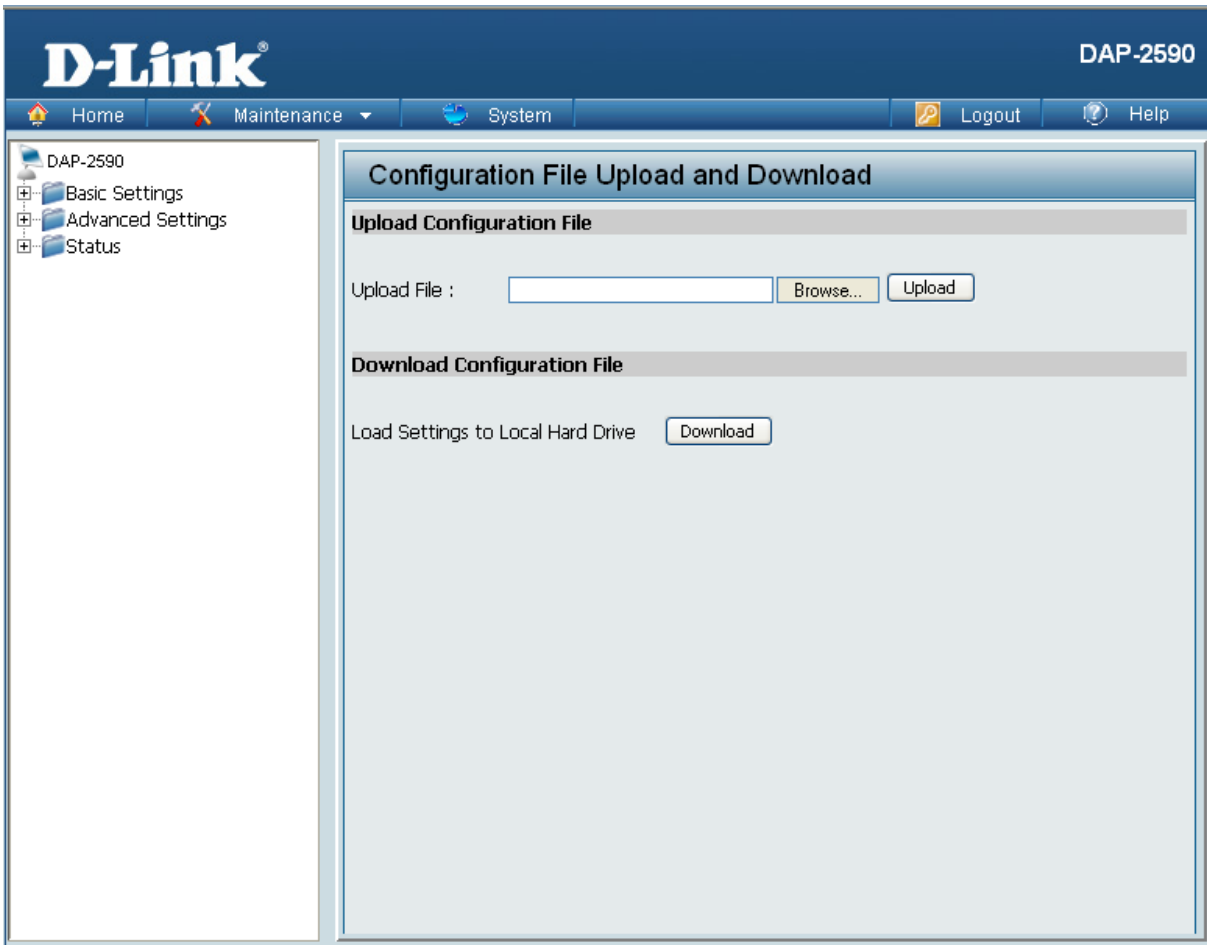 D-Link®
DAP-2590
Home Maintenance System Logout Help
DAP-2590
Basic Settings
Advanced Settings
Status
Configuration File Upload and Download
Upload Configuration File
Upload File : Browse... Upload
Download Configuration File
Load Settings to Local Hard Drive Download